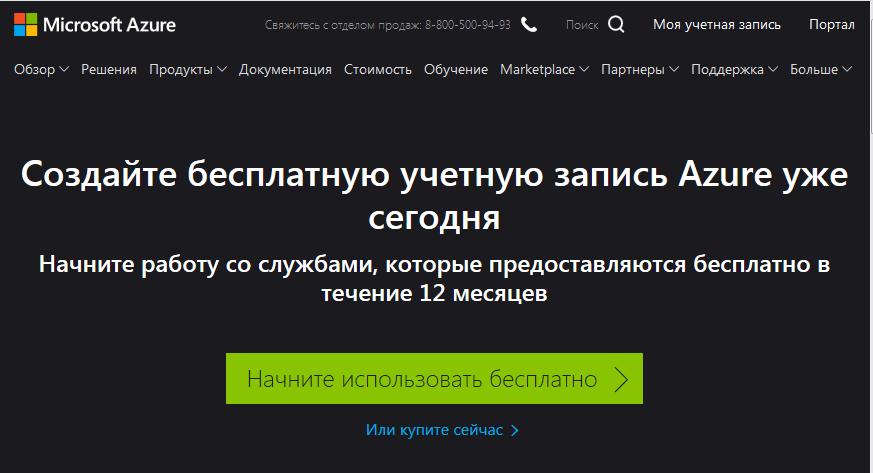 Microsoft Azure
Свяжитесь с отделом продаж: 8-800-500-94-93
Поиск
Моя учетная запись
Портал
Обзор Решения Продукты Документация Стоимость Обучение Marketplace Партнеры Поддержка Больше
Создайте бесплатную учетную запись Azure уже
сегодня
Начните работу со службами, которые предоставляются бесплатно в
течение 12 месяцев
Начните использовать бесплатно
Или купите сейчас